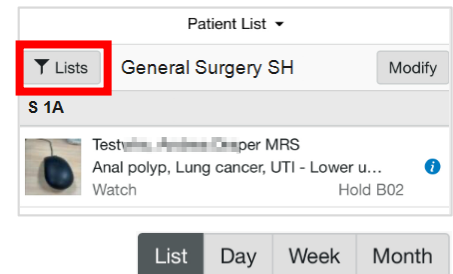 Patient List
Lists General Surgery SH Modify
S 1A
MRS
Anal polyp, Lung cancer, UTI - Lower u...
Watch Hold B02
List Day Week Month